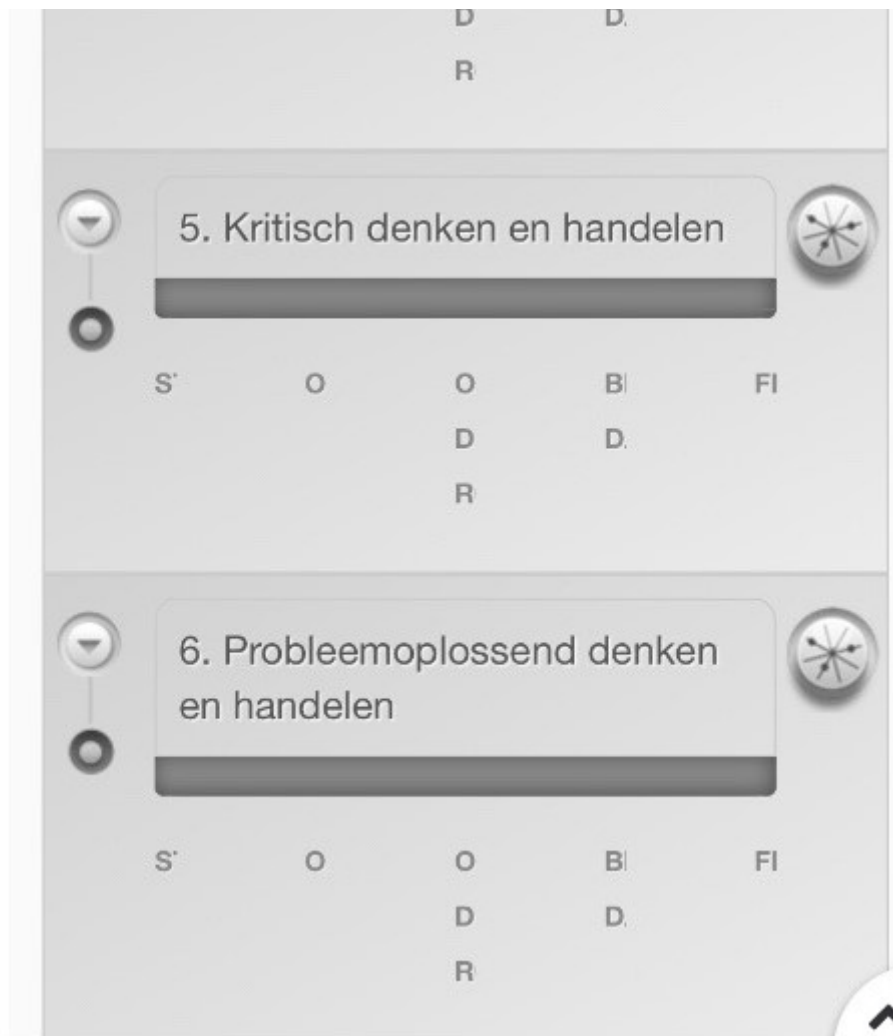 D D.
R
5. Kritisch denken en handelen
S O O B FI
D D.
R
6. Probleemoplossend denken
en handelen
S O O B FI
D D.
R